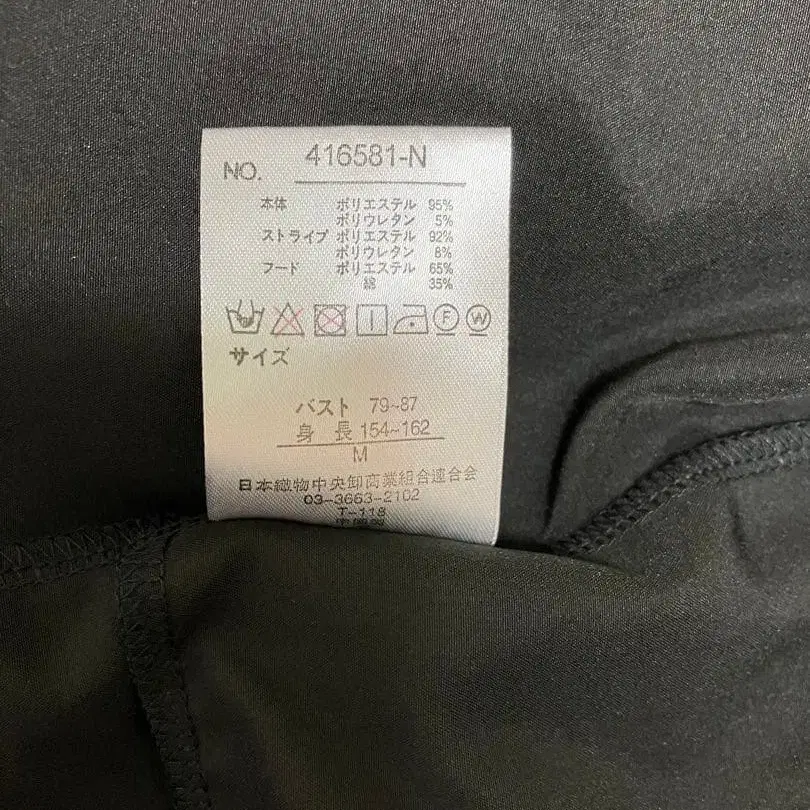 NO. 416581-N
本体 ポリエステル 95%
ポリウレタン 5%
ストライプ ポリエステル 92%
ポリウレタン 8%
フード ポリエステル 65%
綿 35%
F W
サイズ
バスト 79~87
身長 154~162
M
日本織物中央卸商業組合連合会
03-3663-2102
T-118